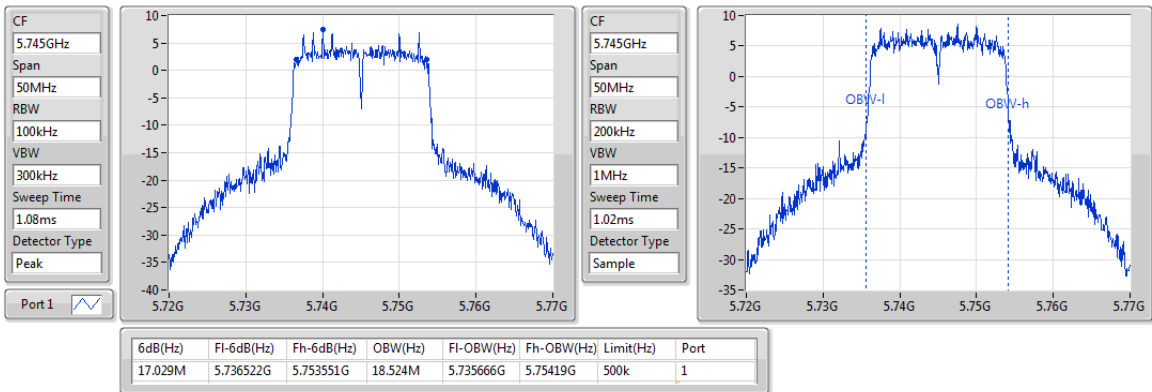 CF
5.745GHz
Span
50MHz
RBW
100kHz
VBW
300kHz
Sweep Time
1.08ms
Detector Type
Peak
Port 1
10
5
0
-5
-10
-15
-20
-25
-30
-35
-40
5.72G 5.73G 5.74G 5.75G 5.76G 5.77G
CF
5.745GHz
Span
50MHz
RBW
200kHz
VBW
1MHz
Sweep Time
1.02ms
Detector Type
Sample
10
5
0
-5
-10
-15
-20
-25
-30
-35
OBW-l OBW-h
5.72G 5.73G 5.74G 5.75G 5.76G 5.77G
6dB(Hz) Fl-6dB(Hz) Fh-6dB(Hz) OBW(Hz) Fl-OBW(Hz) Fh-OBW(Hz) Limit(Hz) Port
17.029M 5.736522G 5.753551G 18.524M 5.735666G 5.75419G 500k 1